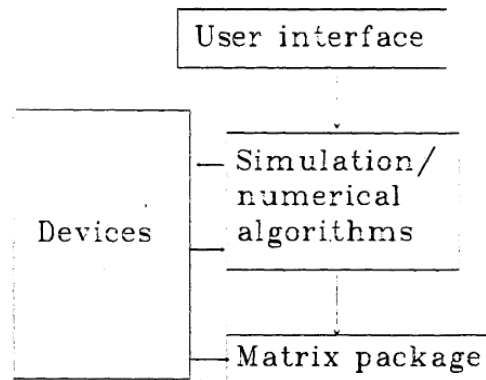 User interface
Simulation/
numerical
algorithms
Devices
Matrix package